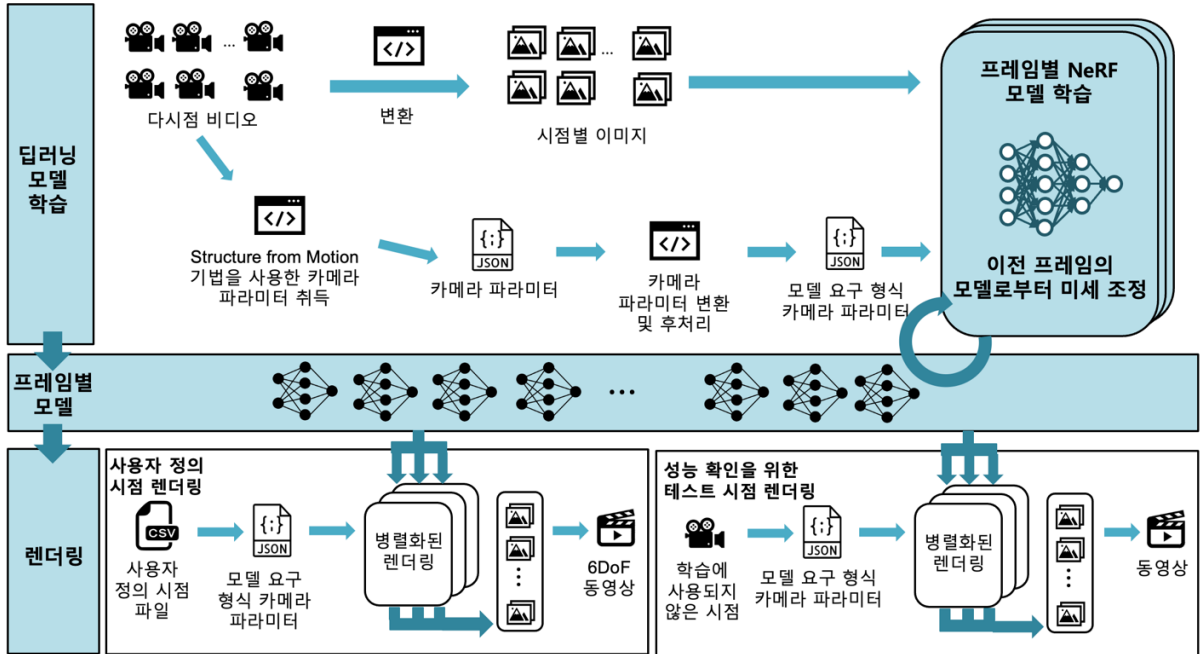 딥러닝
모델
학습
다시점 비디오
...
</>
변환
...
시점별 이미지
프레임별 NeRF
모델 학습
이전 프레임의
모델로부터 미세 조정
</>
Structure from Motion
기법을 사용한 카메라
파라미터 취득
{;}
JSON
카메라 파라미터
</>
카메라
파라미터 변환
및 후처리
{;}
JSON
모델 요구 형식
카메라 파라미터
프레임별
모델
...
렌더링
사용자 정의
시점 렌더링
CSV
사용자
정의 시점
파일
{;}
JSON
모델 요구
형식 카메라
파라미터
병렬화된
렌더링
6DoF
동영상
성능 확인을 위한
테스트 시점 렌더링
학습에
사용되지
않은 시점
{;}
JSON
모델 요구 형식
카메라 파라미터
병렬화된
렌더링
동영상